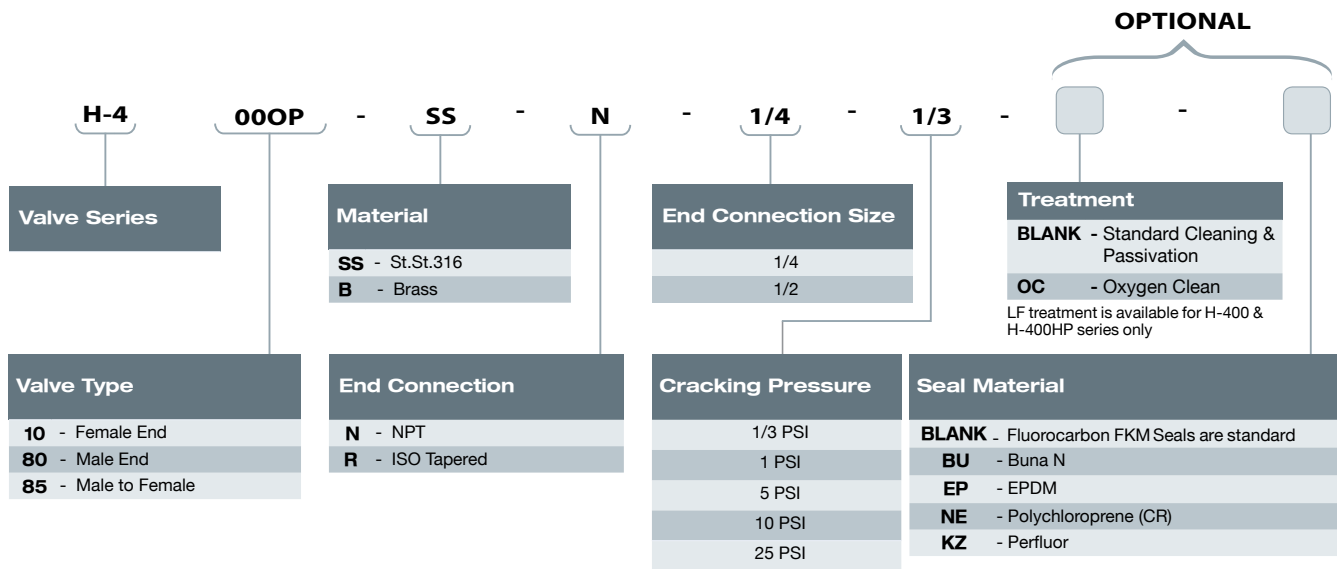 OPTIONAL
H-4 00OP - SS - N - 1/4 - 1/3 - -
Valve Series
Material
SS - St.St.316
B - Brass
End Connection Size
1/4
1/2
Treatment
BLANK - Standard Cleaning &
Passivation
OC - Oxygen Clean
LF treatment is available for H-400 &
H-400HP series only
Valve Type
10 - Female End
80 - Male End
85 - Male to Female
End Connection
N - NPT
R - ISO Tapered
Cracking Pressure
1/3 PSI
1 PSI
5 PSI
10 PSI
25 PSI
Seal Material
BLANK - Fluorocarbon FKM Seals are standard
BU - Buna N
EP - EPDM
NE - Polychloroprene (CR)
KZ - Perfluor